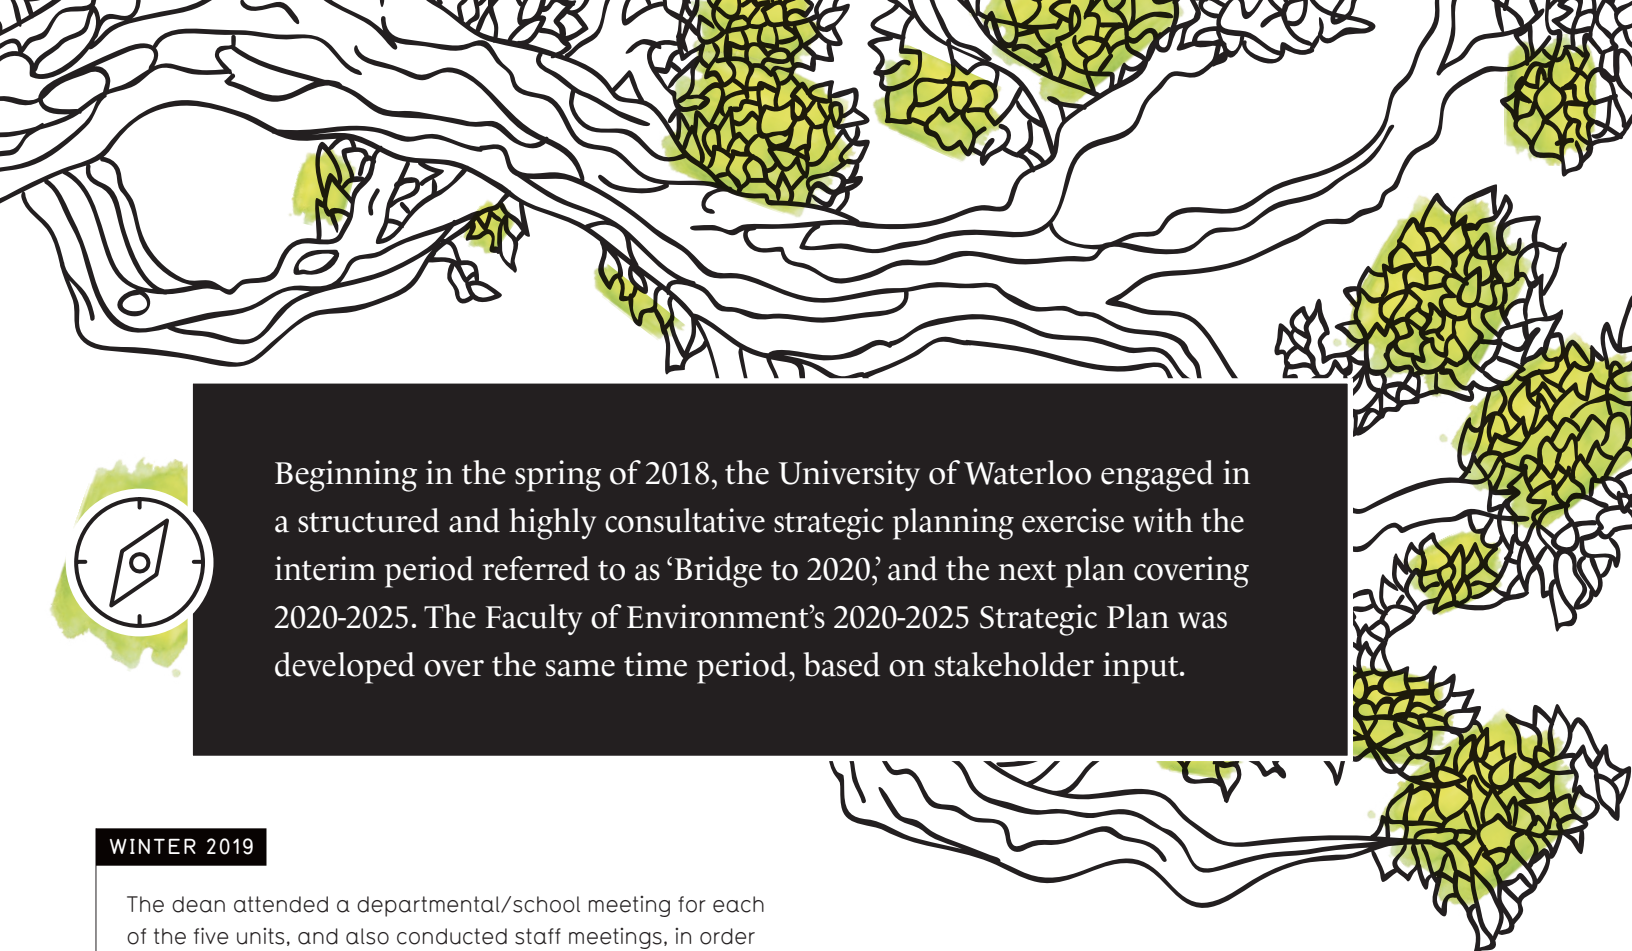 Beginning in the spring of 2018, the University of Waterloo engaged in
a structured and highly consultative strategic planning exercise with the
interim period referred to as ‘Bridge to 2020,’ and the next plan covering
2020-2025. The Faculty of Environment’s 2020-2025 Strategic Plan was
developed over the same time period, based on stakeholder input.
WINTER 2019
The dean attended a departmental/school meeting for each
of the five units, and also conducted staff meetings, in order